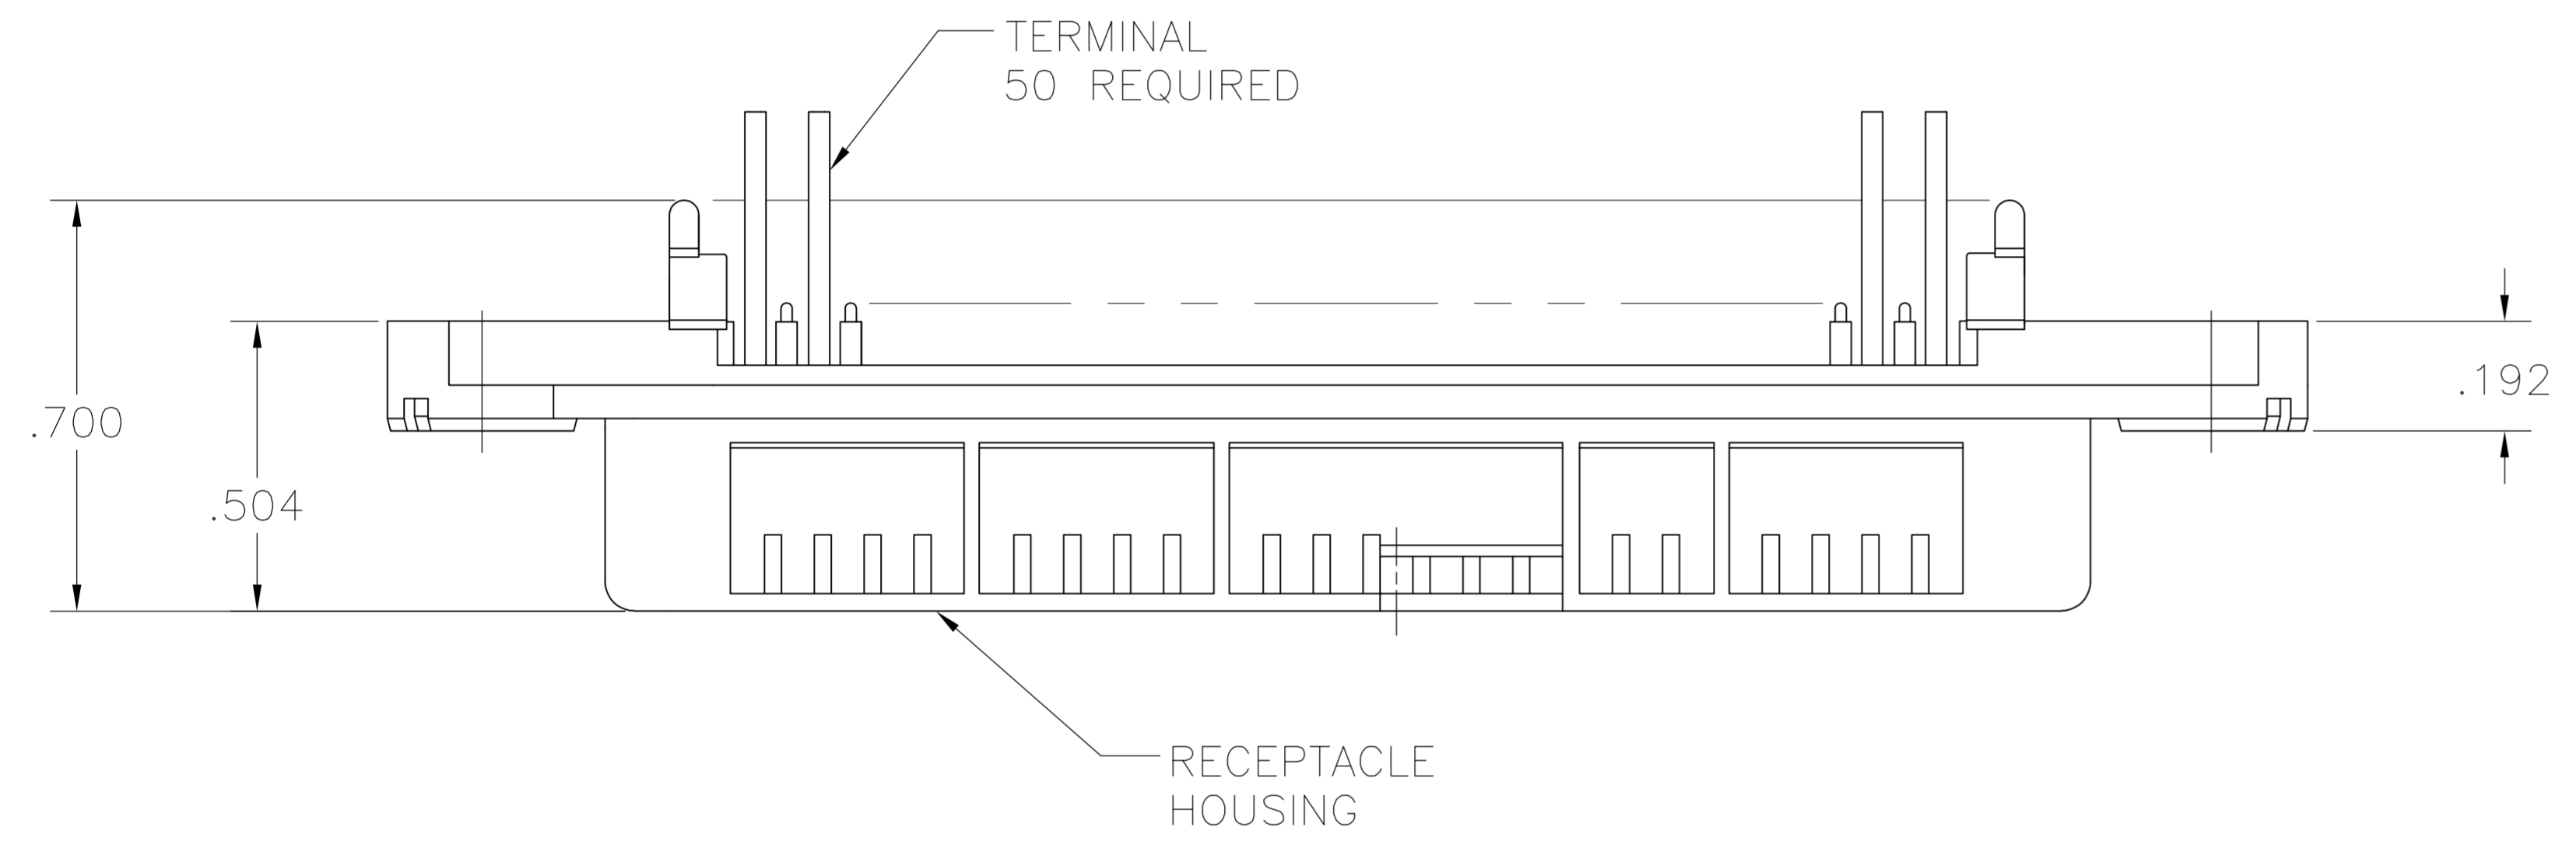 TERMINAL
50 REQUIRED
.700
.504
.192
RECEPTACLE
HOUSING